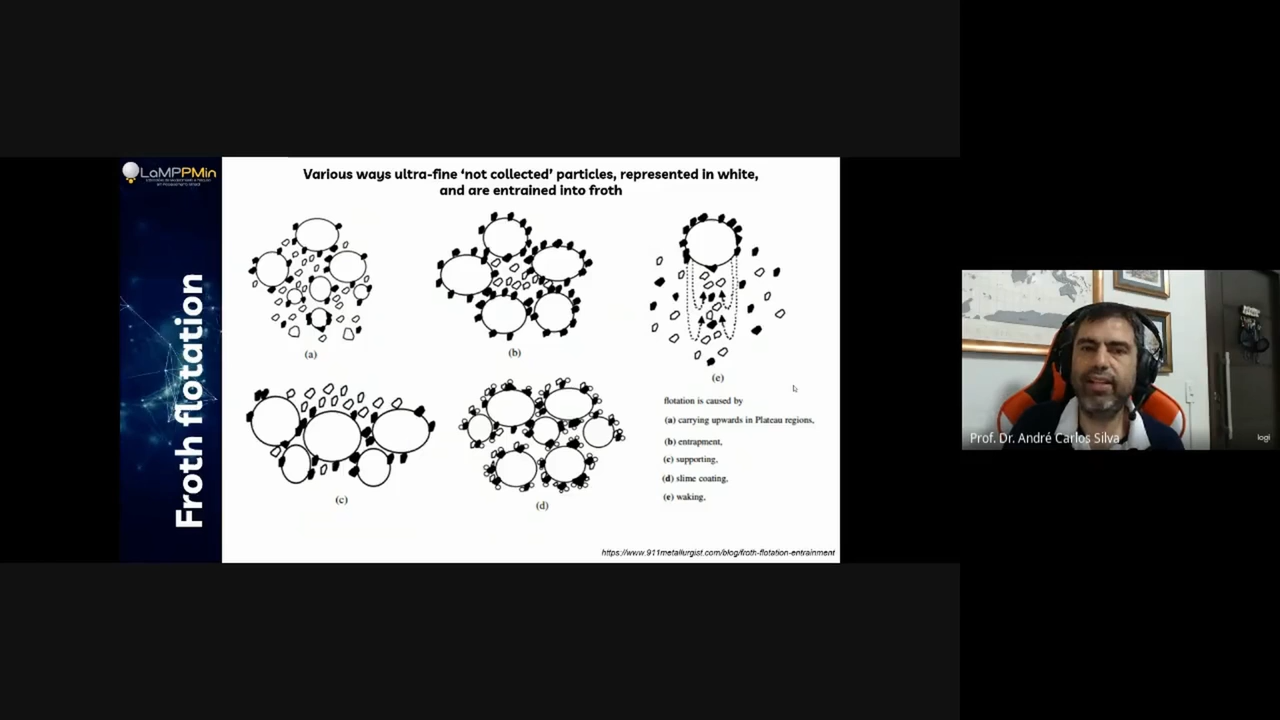 LaMPPMin
Froth flotation
Various ways ultra-fine ‘not collected’ particles, represented in white,
and are entrained into froth
(a)
(b)
(e)
(c)
(d)
flotation is caused by
(a) carrying upwards in Plateau regions,
(b) entrapment,
(c) supporting,
(d) slime coating,
(e) waking,
https://www.911metallurgist.com/blog/froth-flotation-entrainment
Prof. Dr. André Carlos Silva
logi